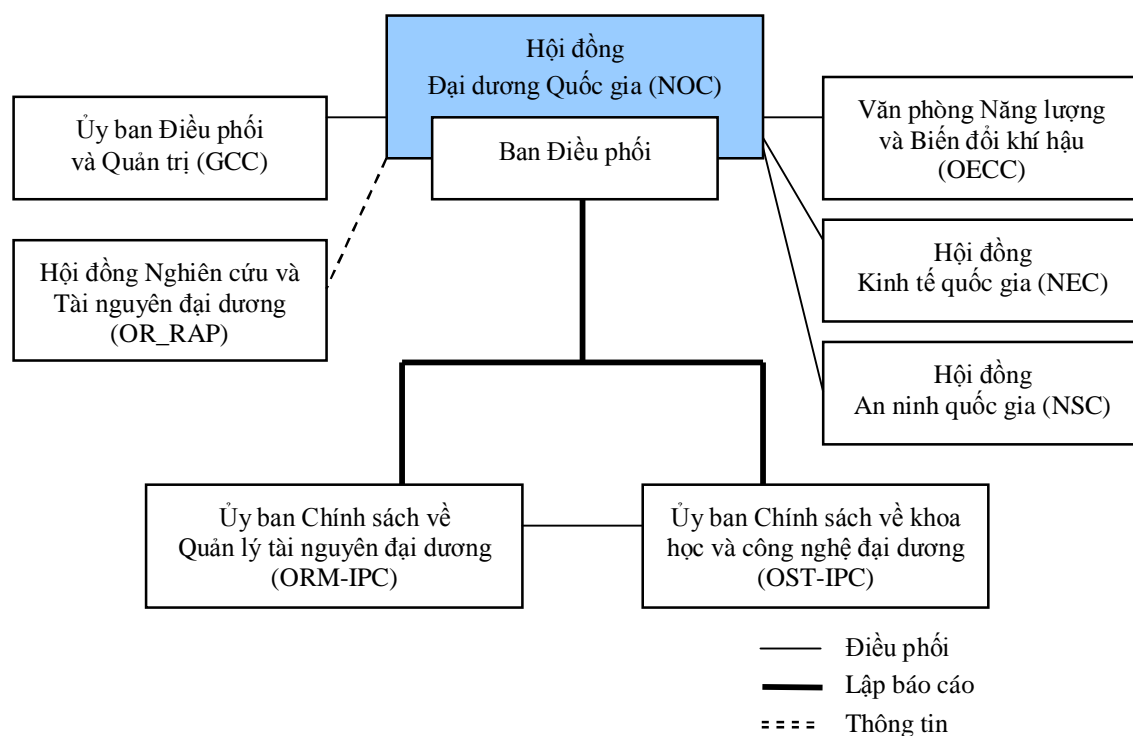 Hội đồng
Đại dương Quốc gia (NOC)
Ban Điều phối
Ủy ban Điều phối
và Quản trị (GCC)
Hội đồng Nghiên cứu và
Tài nguyên đại dương
(OR_RAP)
Văn phòng Năng lượng
và Biến đổi khí hậu
(OECC)
Hội đồng
Kinh tế quốc gia (NEC)
Hội đồng
An ninh quốc gia (NSC)
Ủy ban Chính sách về
Quản lý tài nguyên đại dương
(ORM-IPC)
Ủy ban Chính sách về khoa
học và công nghệ đại dương
(OST-IPC)
Điều phối
Lập báo cáo
Thông tin